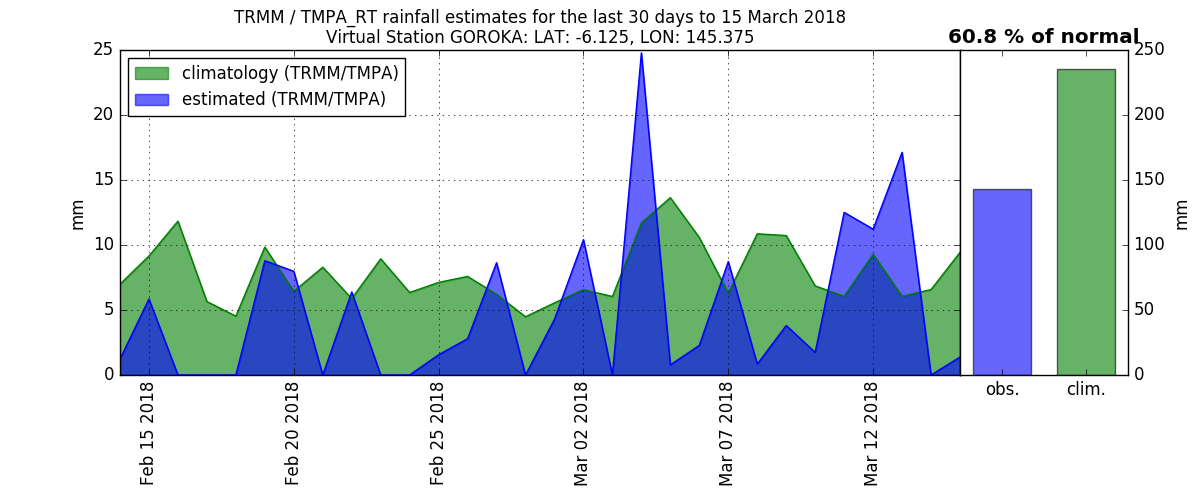 TRMM / TMPA_RT rainfall estimates for the last 30 days to 15 March 2018
Virtual Station GOROKA: LAT: -6.125, LON: 145.375
60.8 % of normal
climatology (TRMM/TMPA)
estimated (TRMM/TMPA)
25
20
15
10
5
0
mm
Feb 15 2018
Feb 20 2018
Feb 25 2018
Mar 02 2018
Mar 07 2018
Mar 12 2018
obs.
clim.
250
200
150
100
50
0
mm